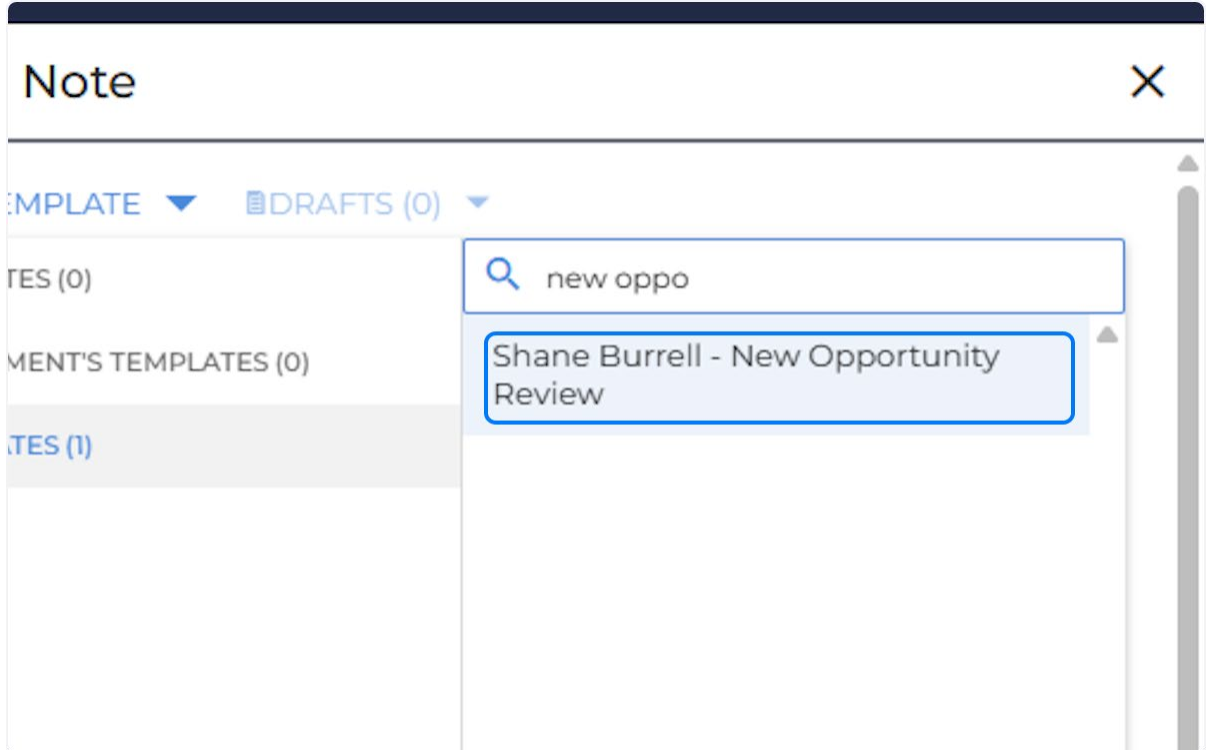 Note
EMPLATE DRAFTS (0)
TES (0)
new oppo
MENT'S TEMPLATES (0)
Shane Burrell - New Opportunity
Review
ATES (1)